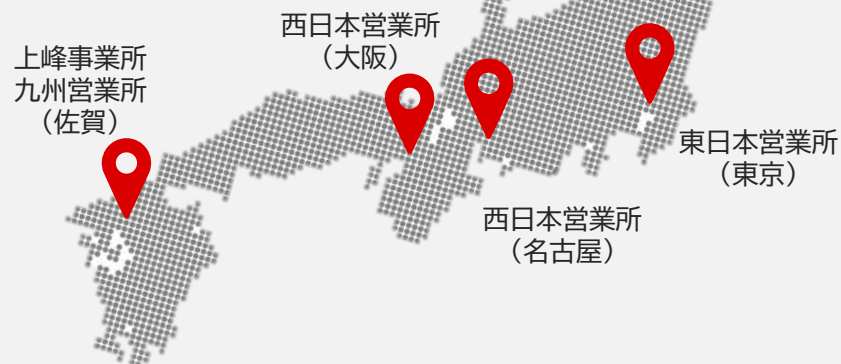 上峰事業所
九州営業所
（佐賀）
西日本営業所
（大阪）
西日本営業所
（名古屋）
東日本営業所
（東京）